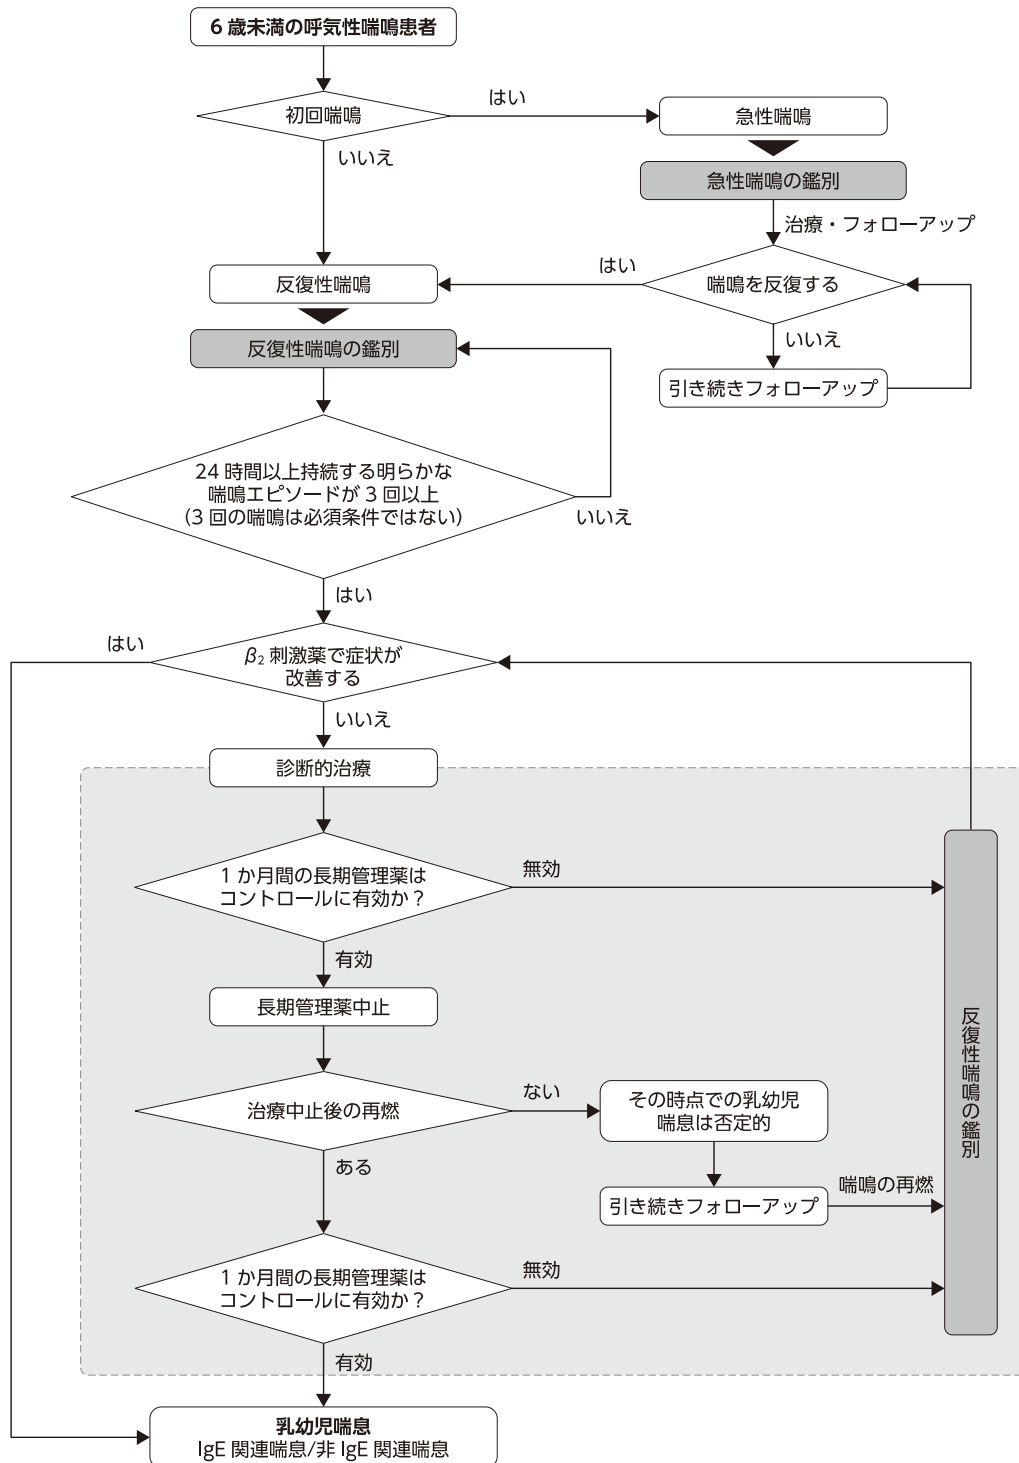 6 歳未満の呼気性喘鳴患者
初回喘鳴
はい
急性喘鳴
いいえ
急性喘鳴の鑑別
治療・フォローアップ
反復性喘鳴
はい
喘鳴を反復する
反復性喘鳴の鑑別
いいえ
引き続きフォローアップ
24 時間以上持続する明らかな
喘鳴エピソードが 3 回以上
(3 回の喘鳴は必須条件ではない)
いいえ
はい
はい
β₂ 刺激薬で症状が
改善する
いいえ
診断的治療
1 か月間の長期管理薬は
コントロールに有効か？
無効
有効
長期管理薬中止
治療中止後の再燃
ない
その時点での乳幼児
喘息は否定的
ある
引き続きフォローアップ
喘鳴の再燃
反復性喘鳴の鑑別
1 か月間の長期管理薬は
コントロールに有効か？
無効
有効
乳幼児喘息
IgE 関連喘息/非 IgE 関連喘息